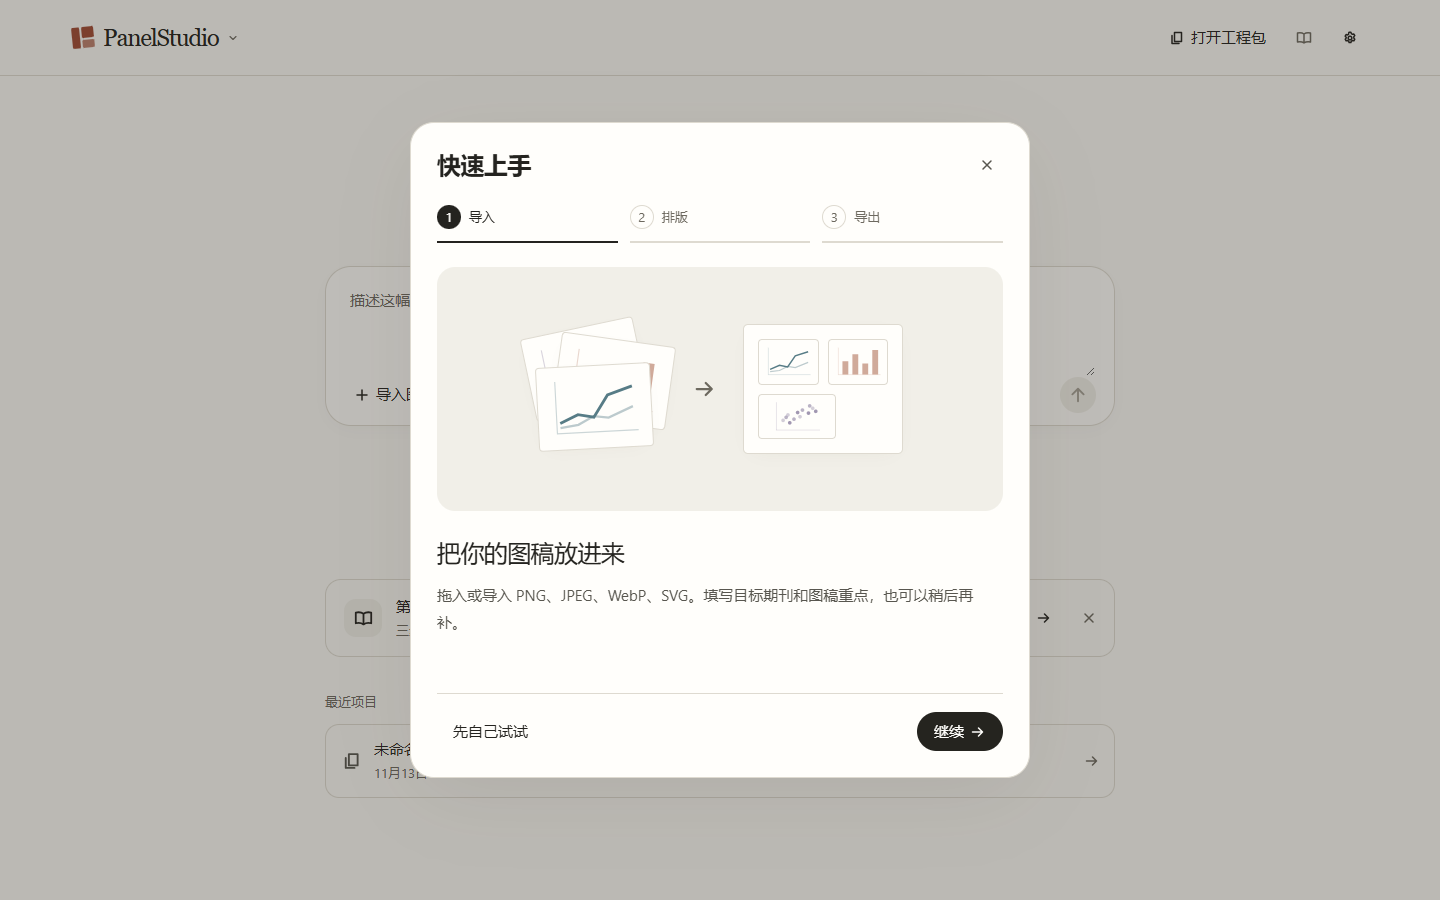 PanelStudio
打开工程包
快速上手
1 导入
2 排版
3 导出
描述这幅
导入
把你的图稿放进来
拖入或导入 PNG、JPEG、WebP、SVG。填写目标期刊和图稿重点，也可以稍后再
补。
第
三
最近项目
先自己试试
继续
未命名
11月13日